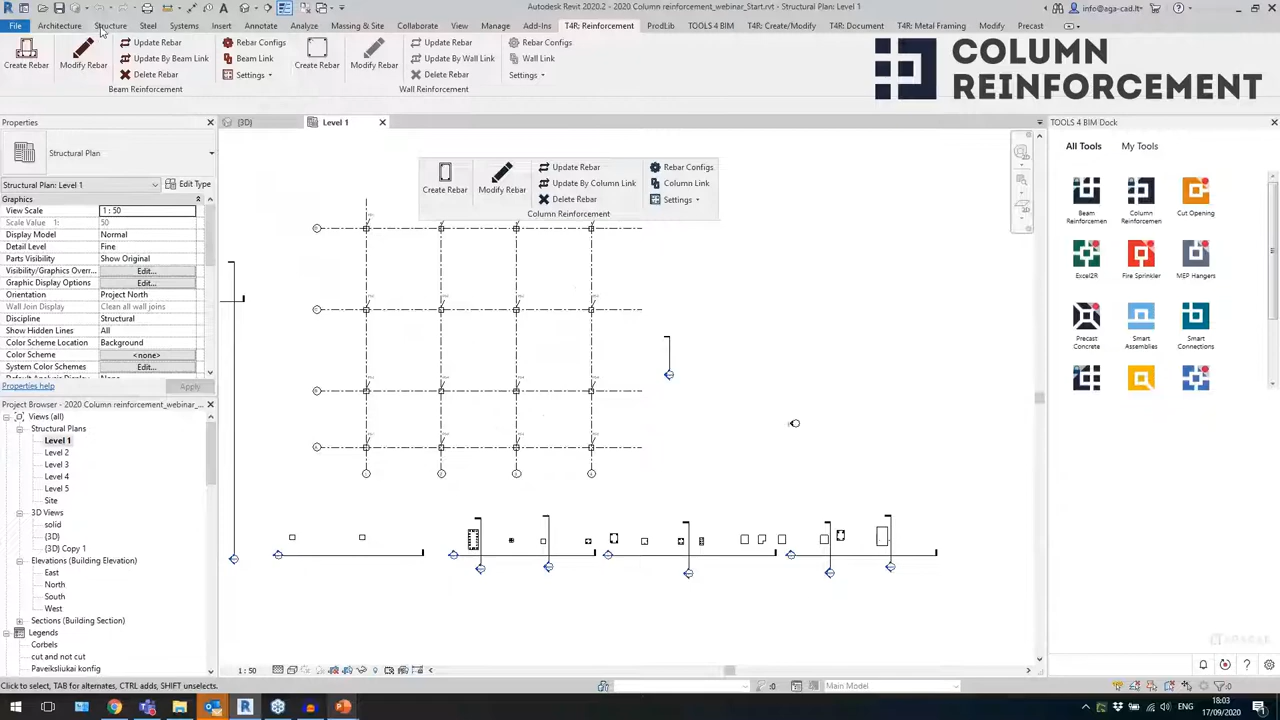 Autodesk Revit 2020.2 - 2020 Column reinforcement_webinar_Start.rvt - Structural Plan: Level 1
info@aga-cad.lt
File Architecture Structure Steel Systems Insert Annotate Analyze Massing & Site Collaborate View Manage Add-Ins T4R: Reinforcement ProdLib TOOLS 4 BIM T4R: Create/Modify T4R: Document T4R: Metal Framing Modify Precast
Create Rebar
Modify Rebar
Update Rebar
Update By Beam Link
Delete Rebar
Rebar Configs
Beam Link
Settings
Beam Reinforcement
Create Rebar
Modify Rebar
Update Rebar
Update By Wall Link
Delete Rebar
Rebar Configs
Wall Link
Settings
Wall Reinforcement
COLUMN
REINFORCEMENT
Properties
Structural Plan
Structural Plan: Level 1
Edit Type
Graphics
View Scale 1 : 50
Scale Value 1: 50
Display Model Normal
Detail Level Fine
Parts Visibility Show Original
Visibility/Graphics Overr... Edit...
Graphic Display Options Edit...
Orientation Project North
Wall Join Display Clean all wall joins
Discipline Structural
Show Hidden Lines All
Color Scheme Location Background
Color Scheme <none>
System Color Schemes Edit...
Default Analysis Display None
Properties help
Apply
Project Browser - 2020 Column reinforcement_webinar_...
Views (all)
Structural Plans
Level 1
Level 2
Level 3
Level 4
Level 5
Site
3D Views
solid
{3D}
{3D} Copy 1
Elevations (Building Elevation)
East
North
South
West
Sections (Building Section)
Legends
Corbels
cut and not cut
Paveiksliukai konfig
{3D}
Level 1
Create Rebar
Modify Rebar
Update Rebar
Update By Column Link
Delete Rebar
Rebar Configs
Column Link
Settings
Column Reinforcement
TOOLS 4 BIM Dock
All Tools My Tools
Beam Reinforcemen
Column Reinforcemen
Cut Opening
Excel2R
Fire Sprinkler
MEP Hangers
Precast Concrete
Smart Assemblies
Smart Connections
1 : 50
Click to select, TAB for alternates, CTRL adds, SHIFT unselects.
:0
Main Model
:0
ENG
18:03
17/09/2020